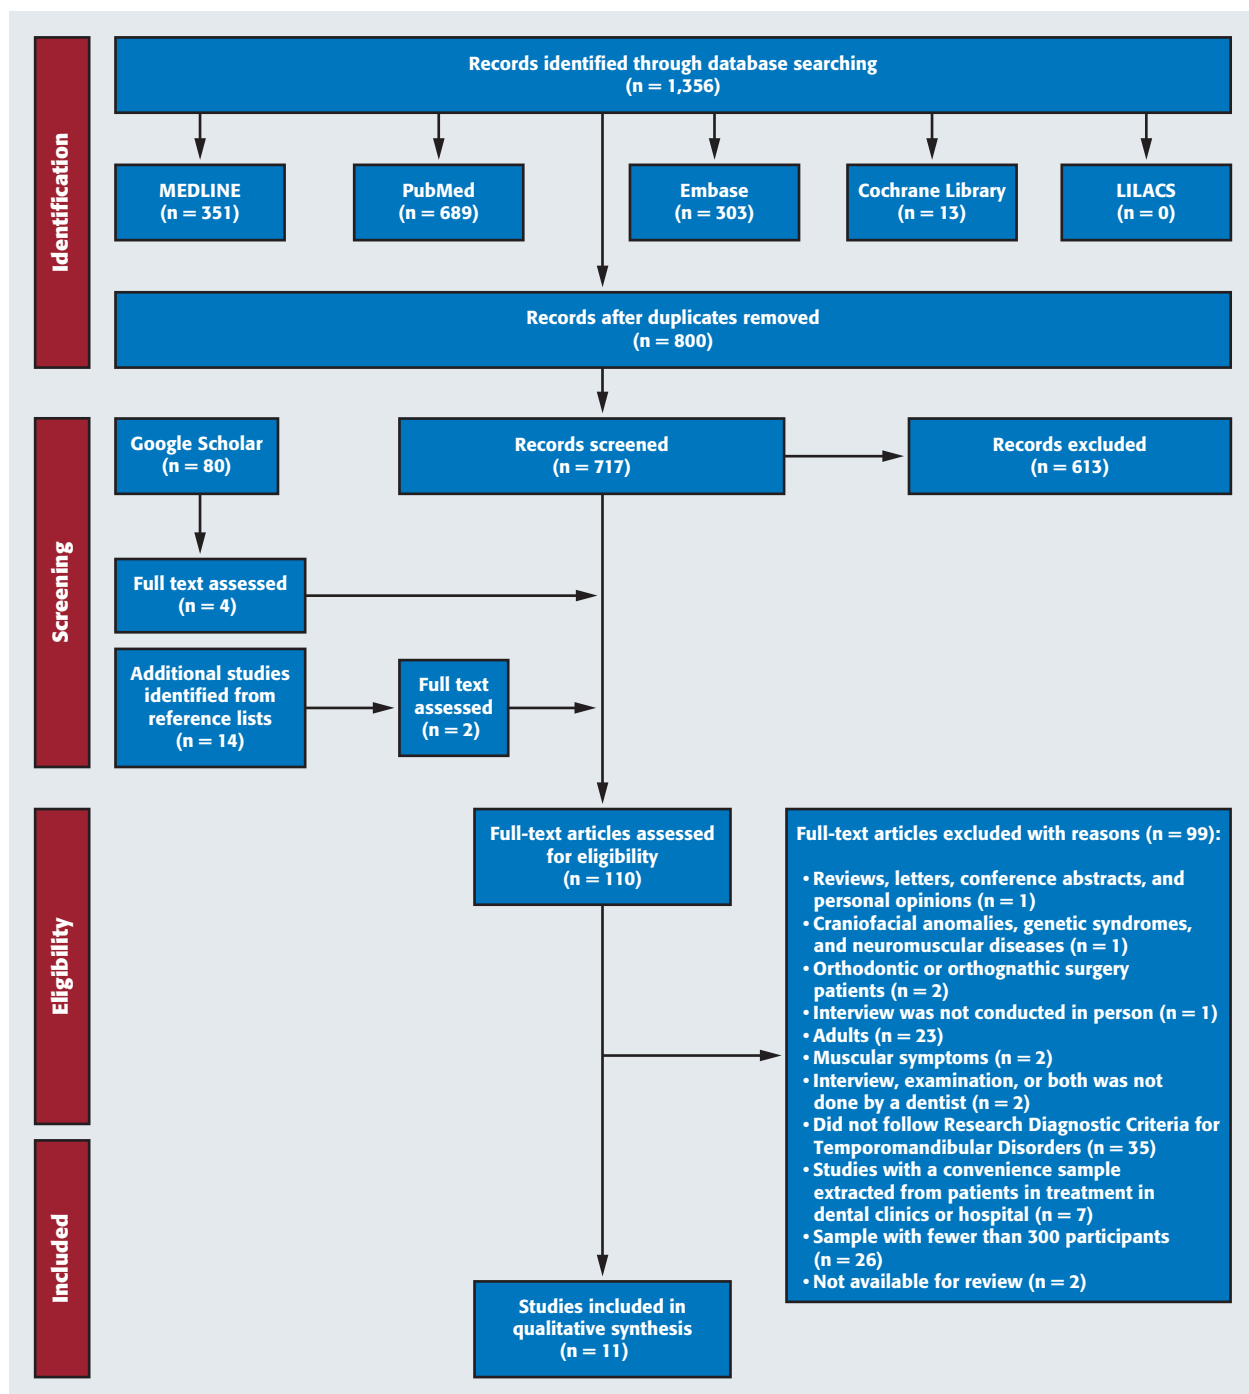 Identification
Records identified through database searching
(n = 1,356)
MEDLINE
(n = 351)
PubMed
(n = 689)
Embase
(n = 303)
Cochrane Library
(n = 13)
LILACS
(n = 0)
Records after duplicates removed
(n = 800)
Screening
Google Scholar
(n = 80)
Records screened
(n = 717)
Records excluded
(n = 613)
Full text assessed
(n = 4)
Additional studies
identified from
reference lists
(n = 14)
Full text
assessed
(n = 2)
Eligibility
Full-text articles assessed
for eligibility
(n = 110)
Full-text articles excluded with reasons (n = 99):
• Reviews, letters, conference abstracts, and
personal opinions (n = 1)
• Craniofacial anomalies, genetic syndromes,
and neuromuscular diseases (n = 1)
• Orthodontic or orthognathic surgery
patients (n = 2)
• Interview was not conducted in person (n = 1)
• Adults (n = 23)
• Muscular symptoms (n = 2)
• Interview, examination, or both was not
done by a dentist (n = 2)
• Did not follow Research Diagnostic Criteria for
Temporomandibular Disorders (n = 35)
• Studies with a convenience sample
extracted from patients in treatment in
dental clinics or hospital (n = 7)
• Sample with fewer than 300 participants
(n = 26)
• Not available for review (n = 2)
Included
Studies included in
qualitative synthesis
(n = 11)